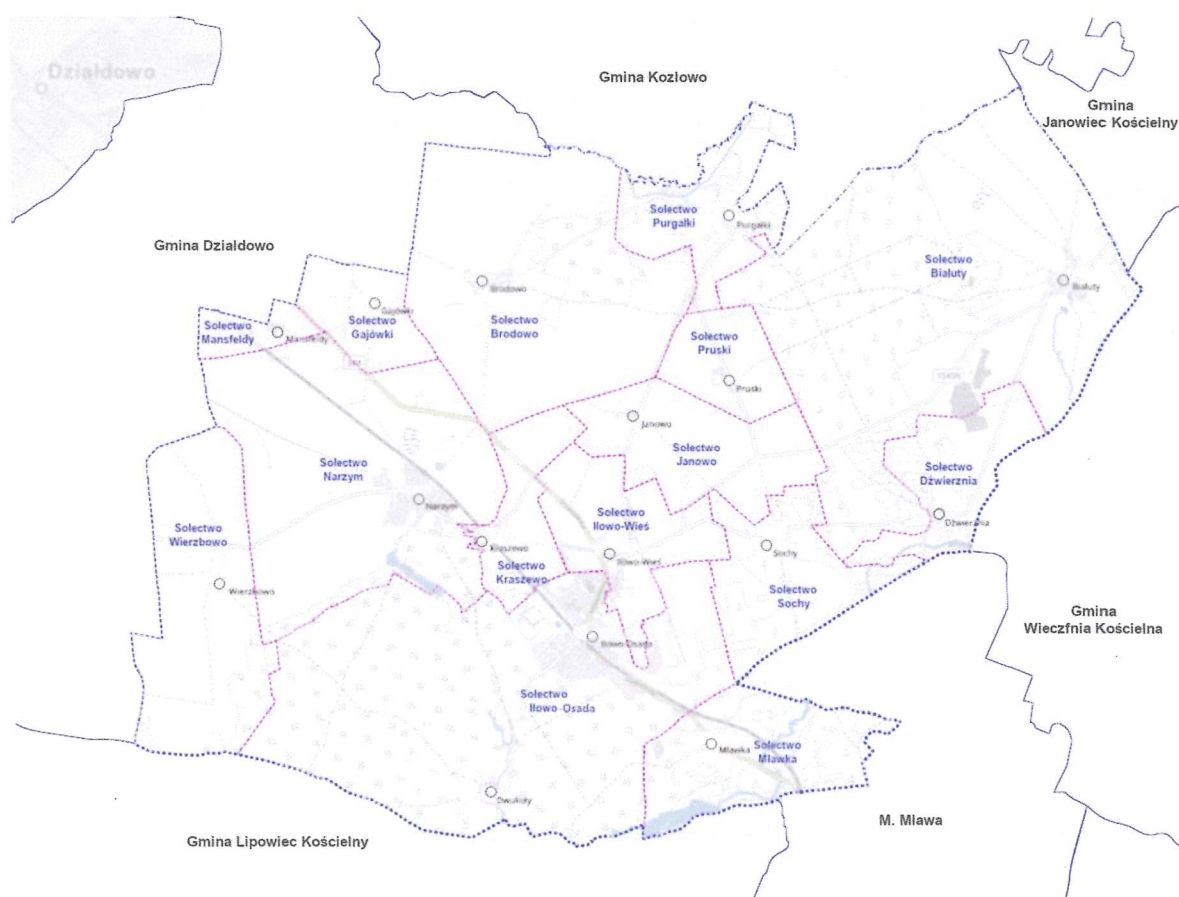 Działdowo
Gmina Kozłowo
Gmina
Janowiec Kościelny
Gmina Działdowo
Sołectwo
Purgałki
Purgałki
Sołectwo
Białuty
Białuty
Brodowo
Sołectwo
Brodowo
Gajówki
Sołectwo
Gajówki
Sołectwo
Mansfeldy
Mansfeldy
Sołectwo
Pruski
Pruski
Janowo
Sołectwo
Janowo
Sołectwo
Narzym
Narzym
Sołectwo
Dźwierznia
Dźwierznia
Sołectwo
Wierzbowo
Wierzbowo
Sołectwo
Iłowo-Wieś
Iłowo-Wieś
Kraszewo
Sołectwo
Kraszewo
Sochy
Sołectwo
Sochy
Gmina
Wieczfnia Kościelna
Iłowo-Osada
Sołectwo
Iłowo-Osada
Mławka
Sołectwo
Mławka
Dwukoły
M. Mława
Gmina Lipowiec Kościelny